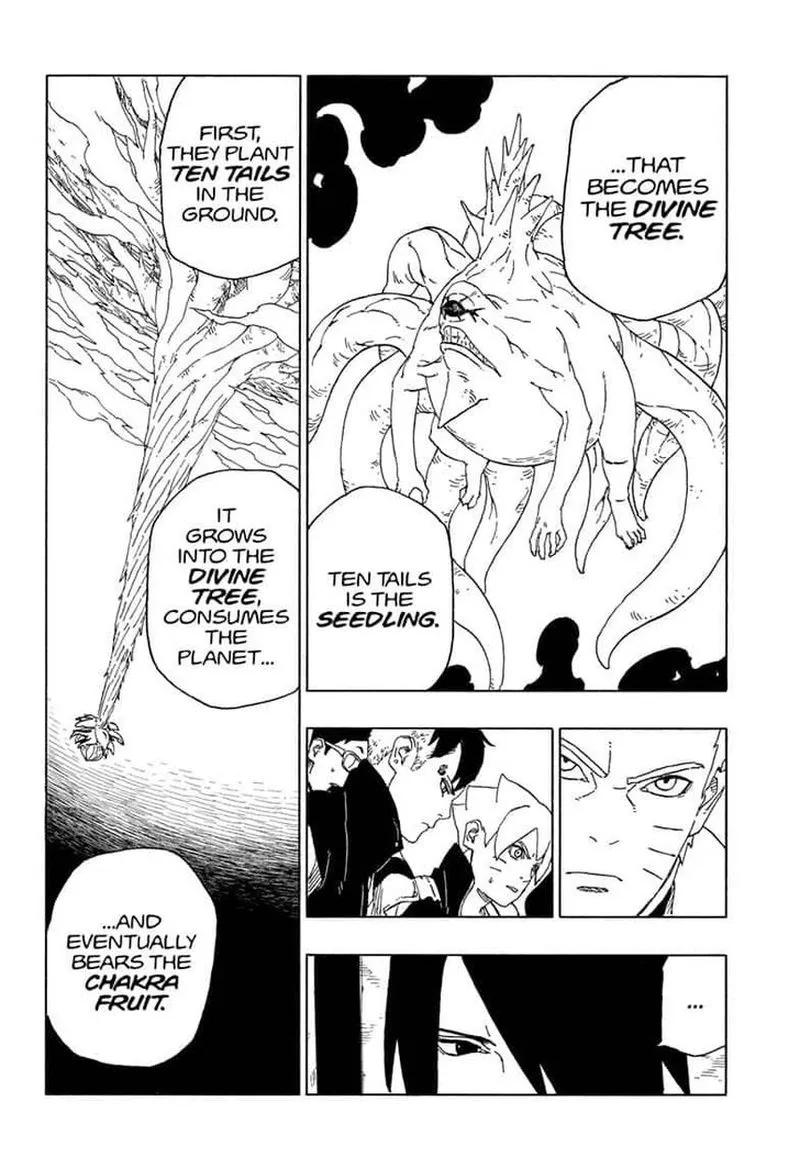 ...THAT
BECOMES
THE DIVINE
TREE.
TEN TAILS
IS THE
SEEDLING.
FIRST,
THEY PLANT
TEN TAILS
IN THE
GROUND.
IT
GROWS
INTO THE
DIVINE
TREE,
CONSUMES
THE
PLANET...
...AND
EVENTUALLY
BEARS THE
CHAKRA
FRUIT.
...